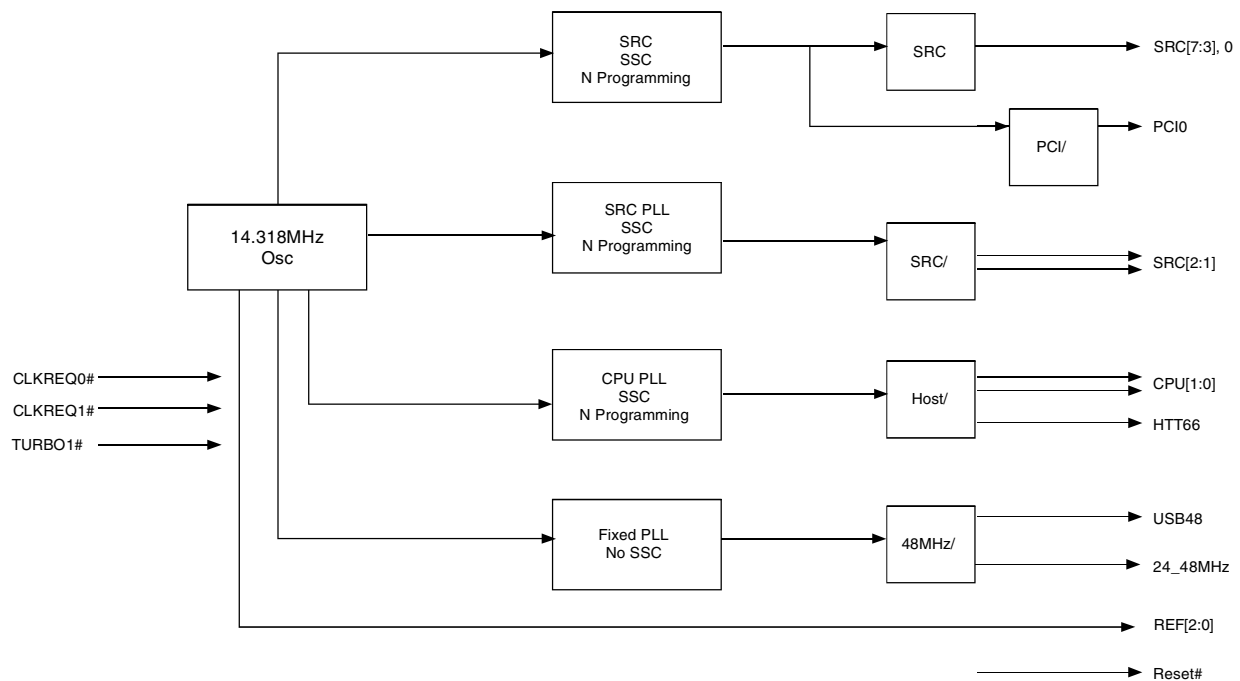 SRC
SSC
N Programming
SRC
SRC[7:3], 0
PCI/
PCI0
14.318MHz
Osc
SRC PLL
SSC
N Programming
SRC/
SRC[2:1]
CLKREQ0#
CLKREQ1#
TURBO1#
CPU PLL
SSC
N Programming
Host/
CPU[1:0]
HTT66
Fixed PLL
No SSC
48MHz/
USB48
24_48MHz
REF[2:0]
Reset#